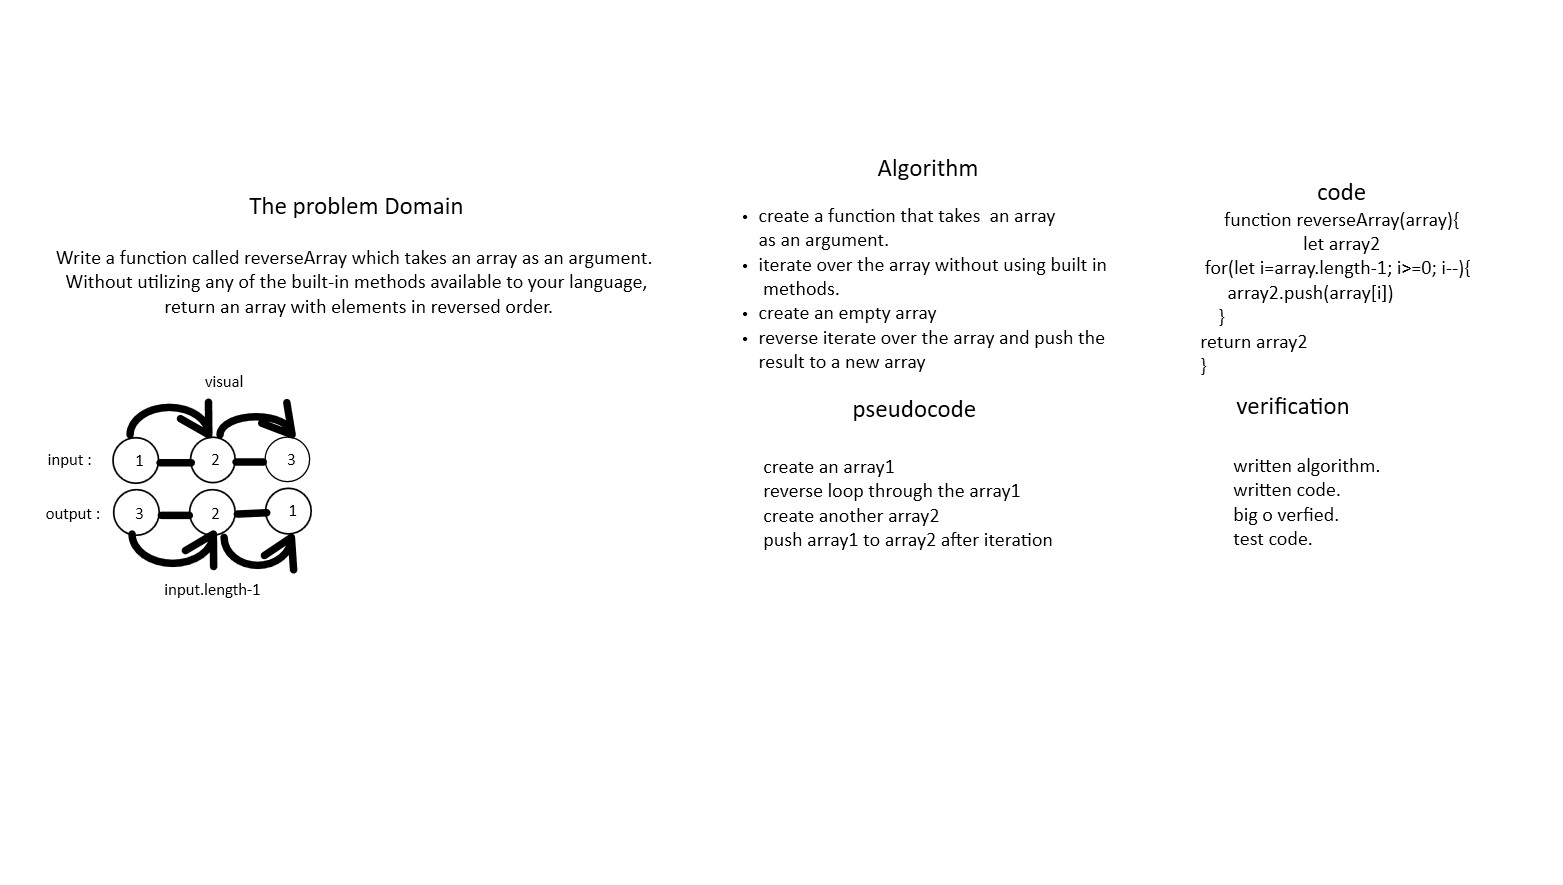 The problem Domain
Write a function called reverseArray which takes an array as an argument.
Without utilizing any of the built-in methods available to your language,
return an array with elements in reversed order.
visual
input :
1
2
3
output :
3
2
1
input.length-1
Algorithm
• create a function that takes an array
as an argument.
• iterate over the array without using built in
methods.
• create an empty array
• reverse iterate over the array and push the
result to a new array
pseudocode
create an array1
reverse loop through the array1
create another array2
push array1 to array2 after iteration
code
function reverseArray(array){
let array2
for(let i=array.length-1; i>=0; i--){
array2.push(array[i])
}
return array2
}
verification
written algorithm.
written code.
big o verfied.
test code.